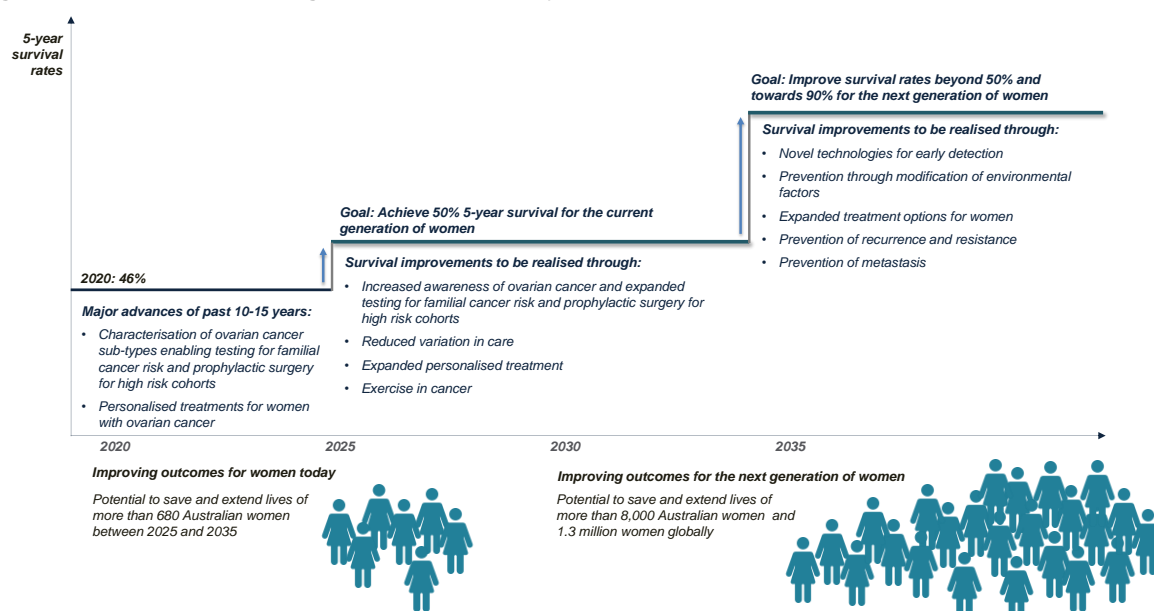 5-year
survival
rates
Goal: Improve survival rates beyond 50% and
towards 90% for the next generation of women
Survival improvements to be realised through:
• Novel technologies for early detection
• Prevention through modification of environmental
factors
• Expanded treatment options for women
• Prevention of recurrence and resistance
• Prevention of metastasis
Goal: Achieve 50% 5-year survival for the current
generation of women
Survival improvements to be realised through:
• Increased awareness of ovarian cancer and expanded
testing for familial cancer risk and prophylactic surgery for
high risk cohorts
• Reduced variation in care
• Expanded personalised treatment
• Exercise in cancer
2020: 46%
Major advances of past 10-15 years:
• Characterisation of ovarian cancer
sub-types enabling testing for familial
cancer risk and prophylactic surgery
for high risk cohorts
• Personalised treatments for women
with ovarian cancer
2020 2025 2030 2035
Improving outcomes for women today
Potential to save and extend lives of
more than 680 Australian women
between 2025 and 2035
Improving outcomes for the next generation of women
Potential to save and extend lives of
more than 8,000 Australian women and
1.3 million women globally